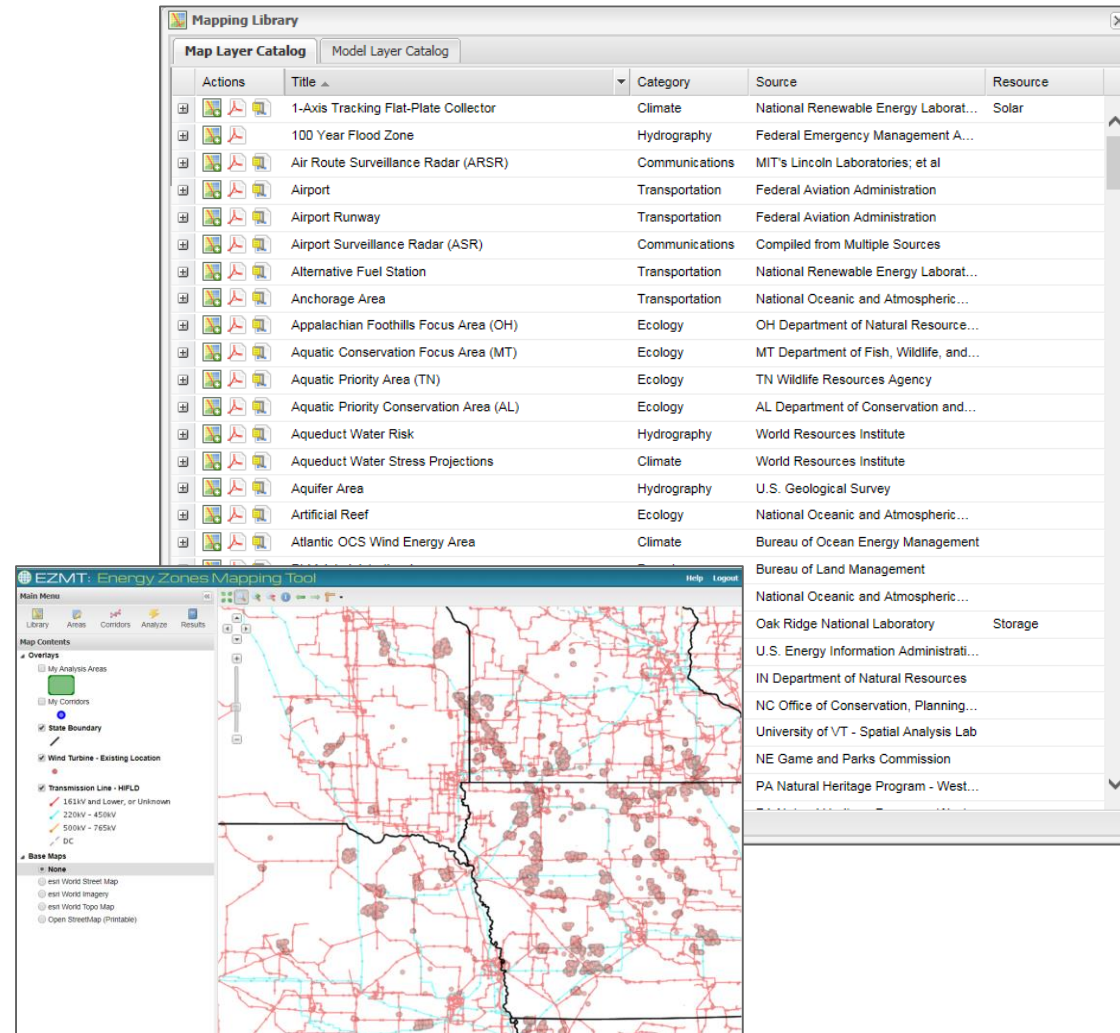 Mapping Library
Map Layer Catalog Model Layer Catalog
Actions Title Category Source Resource
1-Axis Tracking Flat-Plate Collector Climate National Renewable Energy Laborat... Solar
100 Year Flood Zone Hydrography Federal Emergency Management A...
Air Route Surveillance Radar (ARSR) Communications MIT's Lincoln Laboratories; et al
Airport Transportation Federal Aviation Administration
Airport Runway Transportation Federal Aviation Administration
Airport Surveillance Radar (ASR) Communications Compiled from Multiple Sources
Alternative Fuel Station Transportation National Renewable Energy Laborat...
Anchorage Area Transportation National Oceanic and Atmospheric...
Appalachian Foothills Focus Area (OH) Ecology OH Department of Natural Resource...
Aquatic Conservation Focus Area (MT) Ecology MT Department of Fish, Wildlife, and...
Aquatic Priority Area (TN) Ecology TN Wildlife Resources Agency
Aquatic Priority Conservation Area (AL) Ecology AL Department of Conservation and...
Aqueduct Water Risk Hydrography World Resources Institute
Aqueduct Water Stress Projections Climate World Resources Institute
Aquifer Area Hydrography U.S. Geological Survey
Artificial Reef Ecology National Oceanic and Atmospheric...
Atlantic OCS Wind Energy Area Climate Bureau of Ocean Energy Management
Bureau of Land Management
National Oceanic and Atmospheric...
Oak Ridge National Laboratory Storage
U.S. Energy Information Administrati...
IN Department of Natural Resources
NC Office of Conservation, Planning...
University of VT - Spatial Analysis Lab
NE Game and Parks Commission
PA Natural Heritage Program - West...
EZMT: Energy Zones Mapping Tool Help Logout
Main Menu
Library Areas Corridors Analyze Results
Map Contents
Overlays
My Analysis Areas
My Corridors
State Boundary
Wind Turbine - Existing Location
Transmission Line - HIFLD
161kV and Lower, or Unknown
220kV - 450kV
500kV - 765kV
DC
Base Maps
None
esri World Street Map
esri World Imagery
esri World Topo Map
Open StreetMap (Printable)